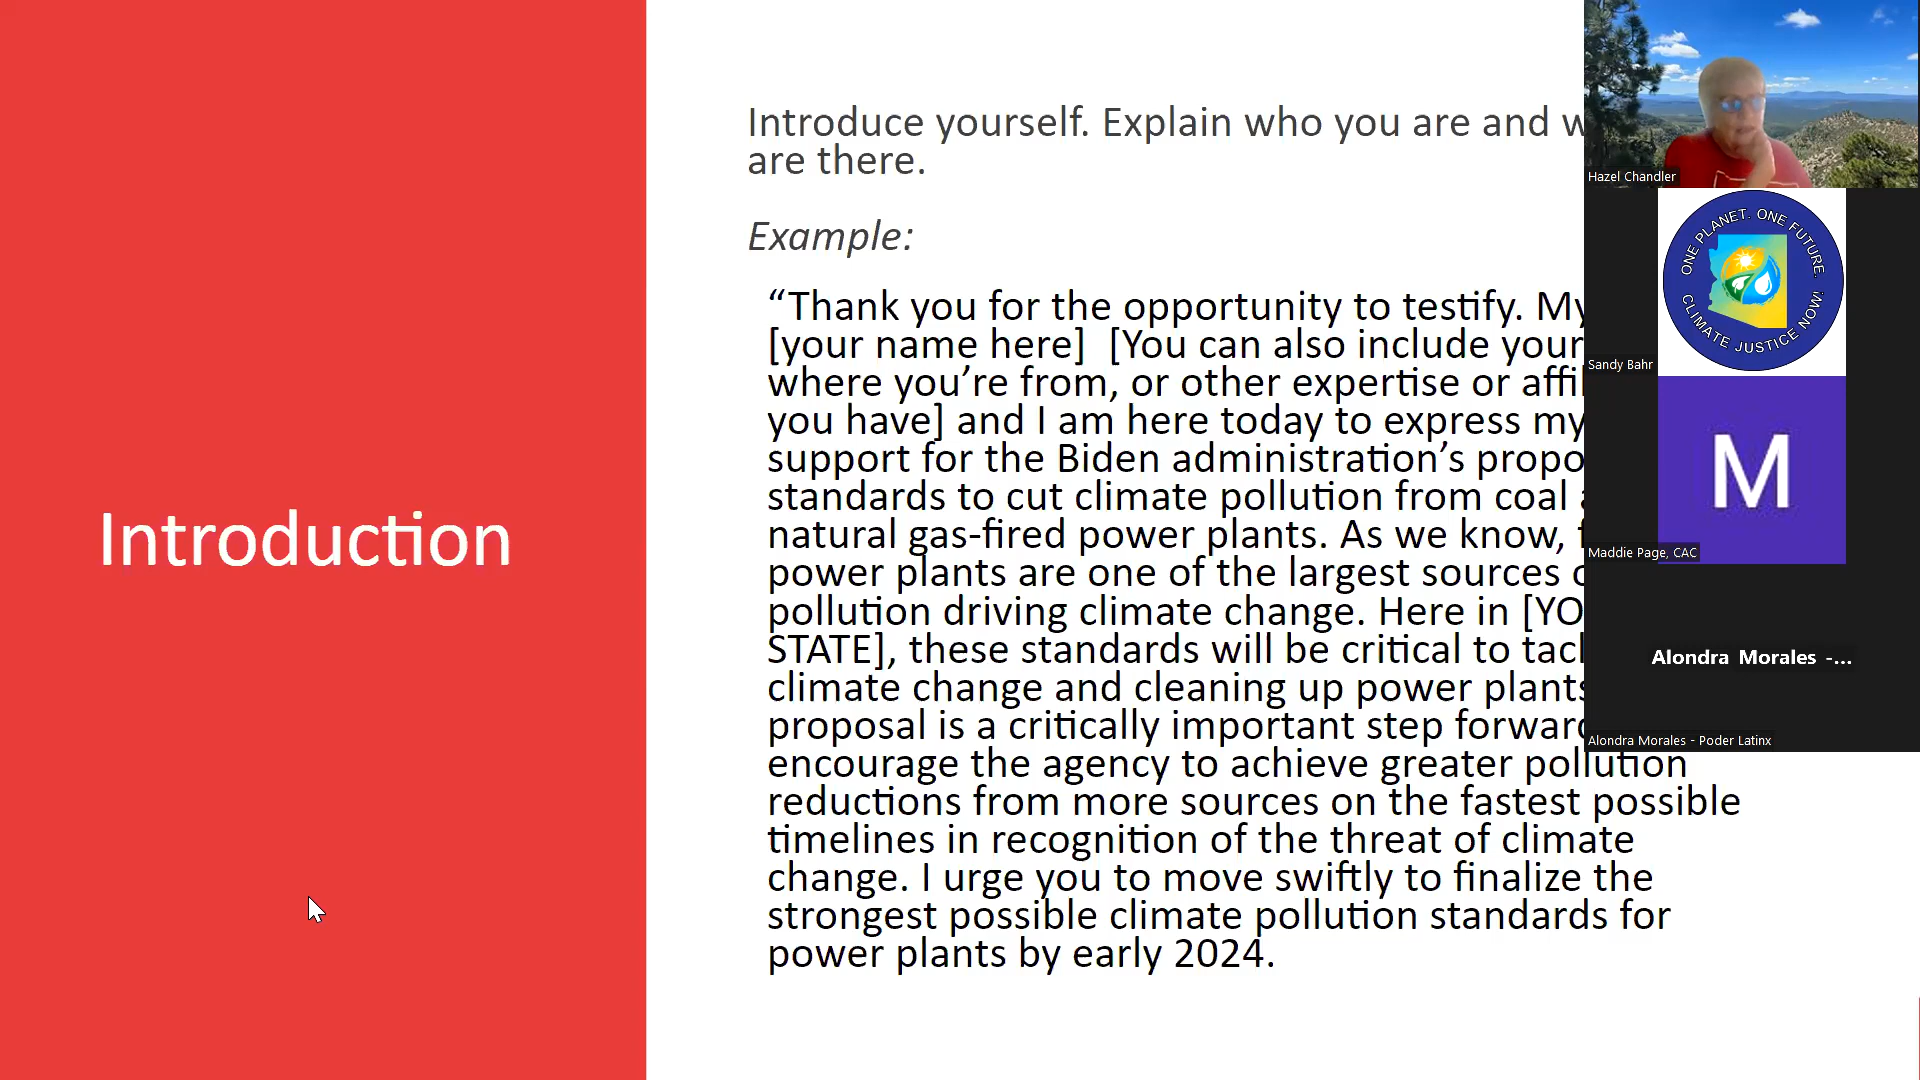 Introduction
Introduce yourself. Explain who you are and w
are there.
Example:
“Thank you for the opportunity to testify. My
[your name here]  [You can also include your
where you’re from, or other expertise or affi
you have] and I am here today to express my
support for the Biden administration’s propo
standards to cut climate pollution from coal
natural gas-fired power plants. As we know,
power plants are one of the largest sources
pollution driving climate change. Here in [YO
STATE], these standards will be critical to tacl
climate change and cleaning up power plants
proposal is a critically important step forward
encourage the agency to achieve greater pollution
reductions from more sources on the fastest possible
timelines in recognition of the threat of climate
change. I urge you to move swiftly to finalize the
strongest possible climate pollution standards for
power plants by early 2024.
Hazel Chandler
ONE PLANET. ONE FUTURE.
CLIMATE JUSTICE NOW!
Sandy Bahr
M
Maddie Page, CAC
Alondra Morales -...
Alondra Morales - Poder Latinx